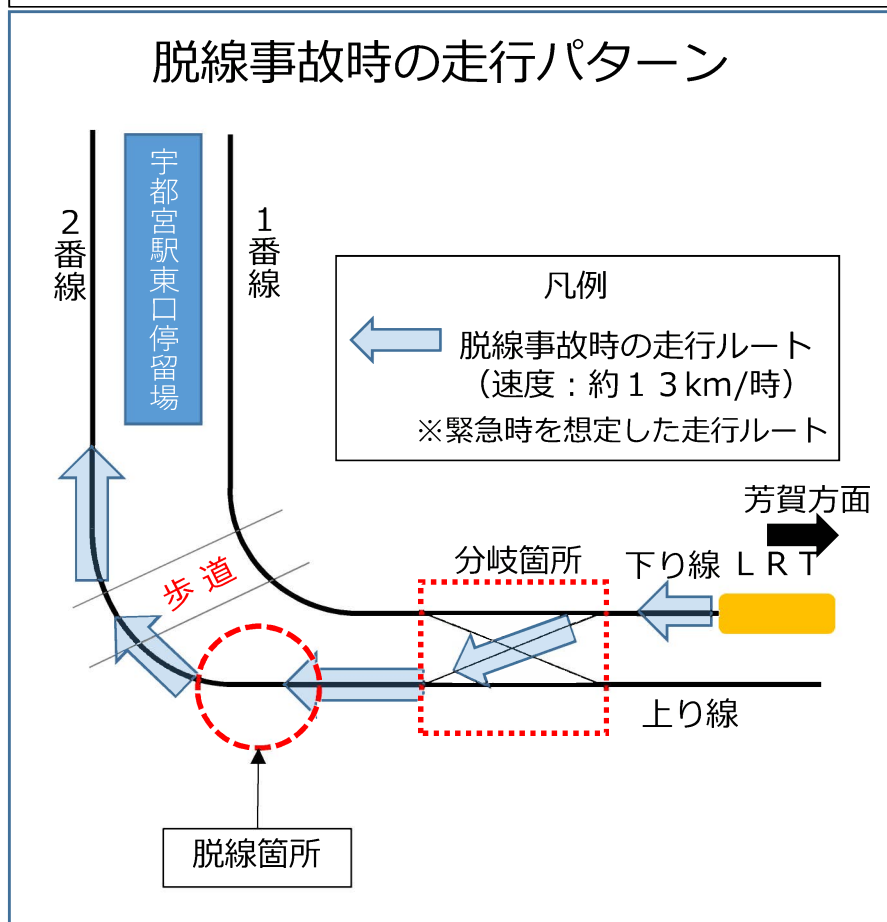 脱線事故時の走行パターン
宇都宮駅東口停留場
2番線
1番線
凡例
脱線事故時の走行ルート
（速度：約１３km/時）
※緊急時を想定した走行ルート
芳賀方面
分岐箇所
下り線
ＬＲＴ
歩道
上り線
脱線箇所